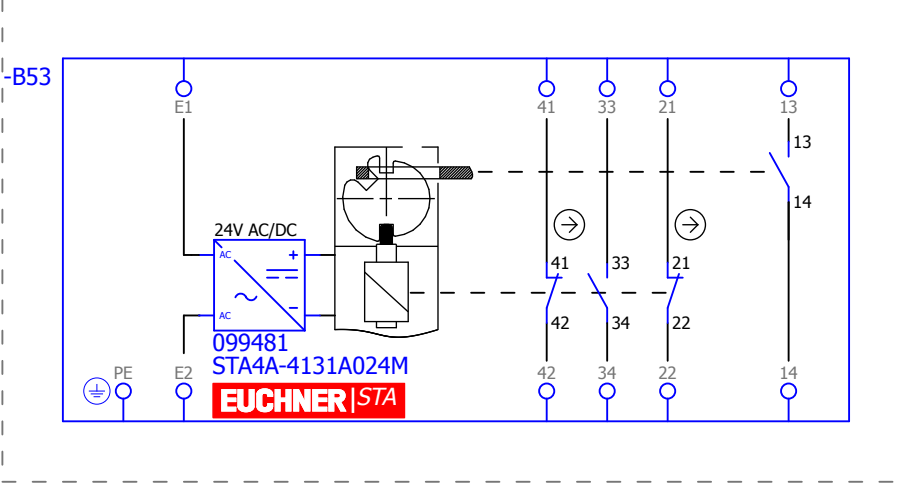 -B53
E1 41 33 21 13
13
14
24V AC/DC
AC +
41 33 21
AC -
42 34 22
099481
STA4A-4131A024M
PE E2 42 34 22 14
EUCHNER STA